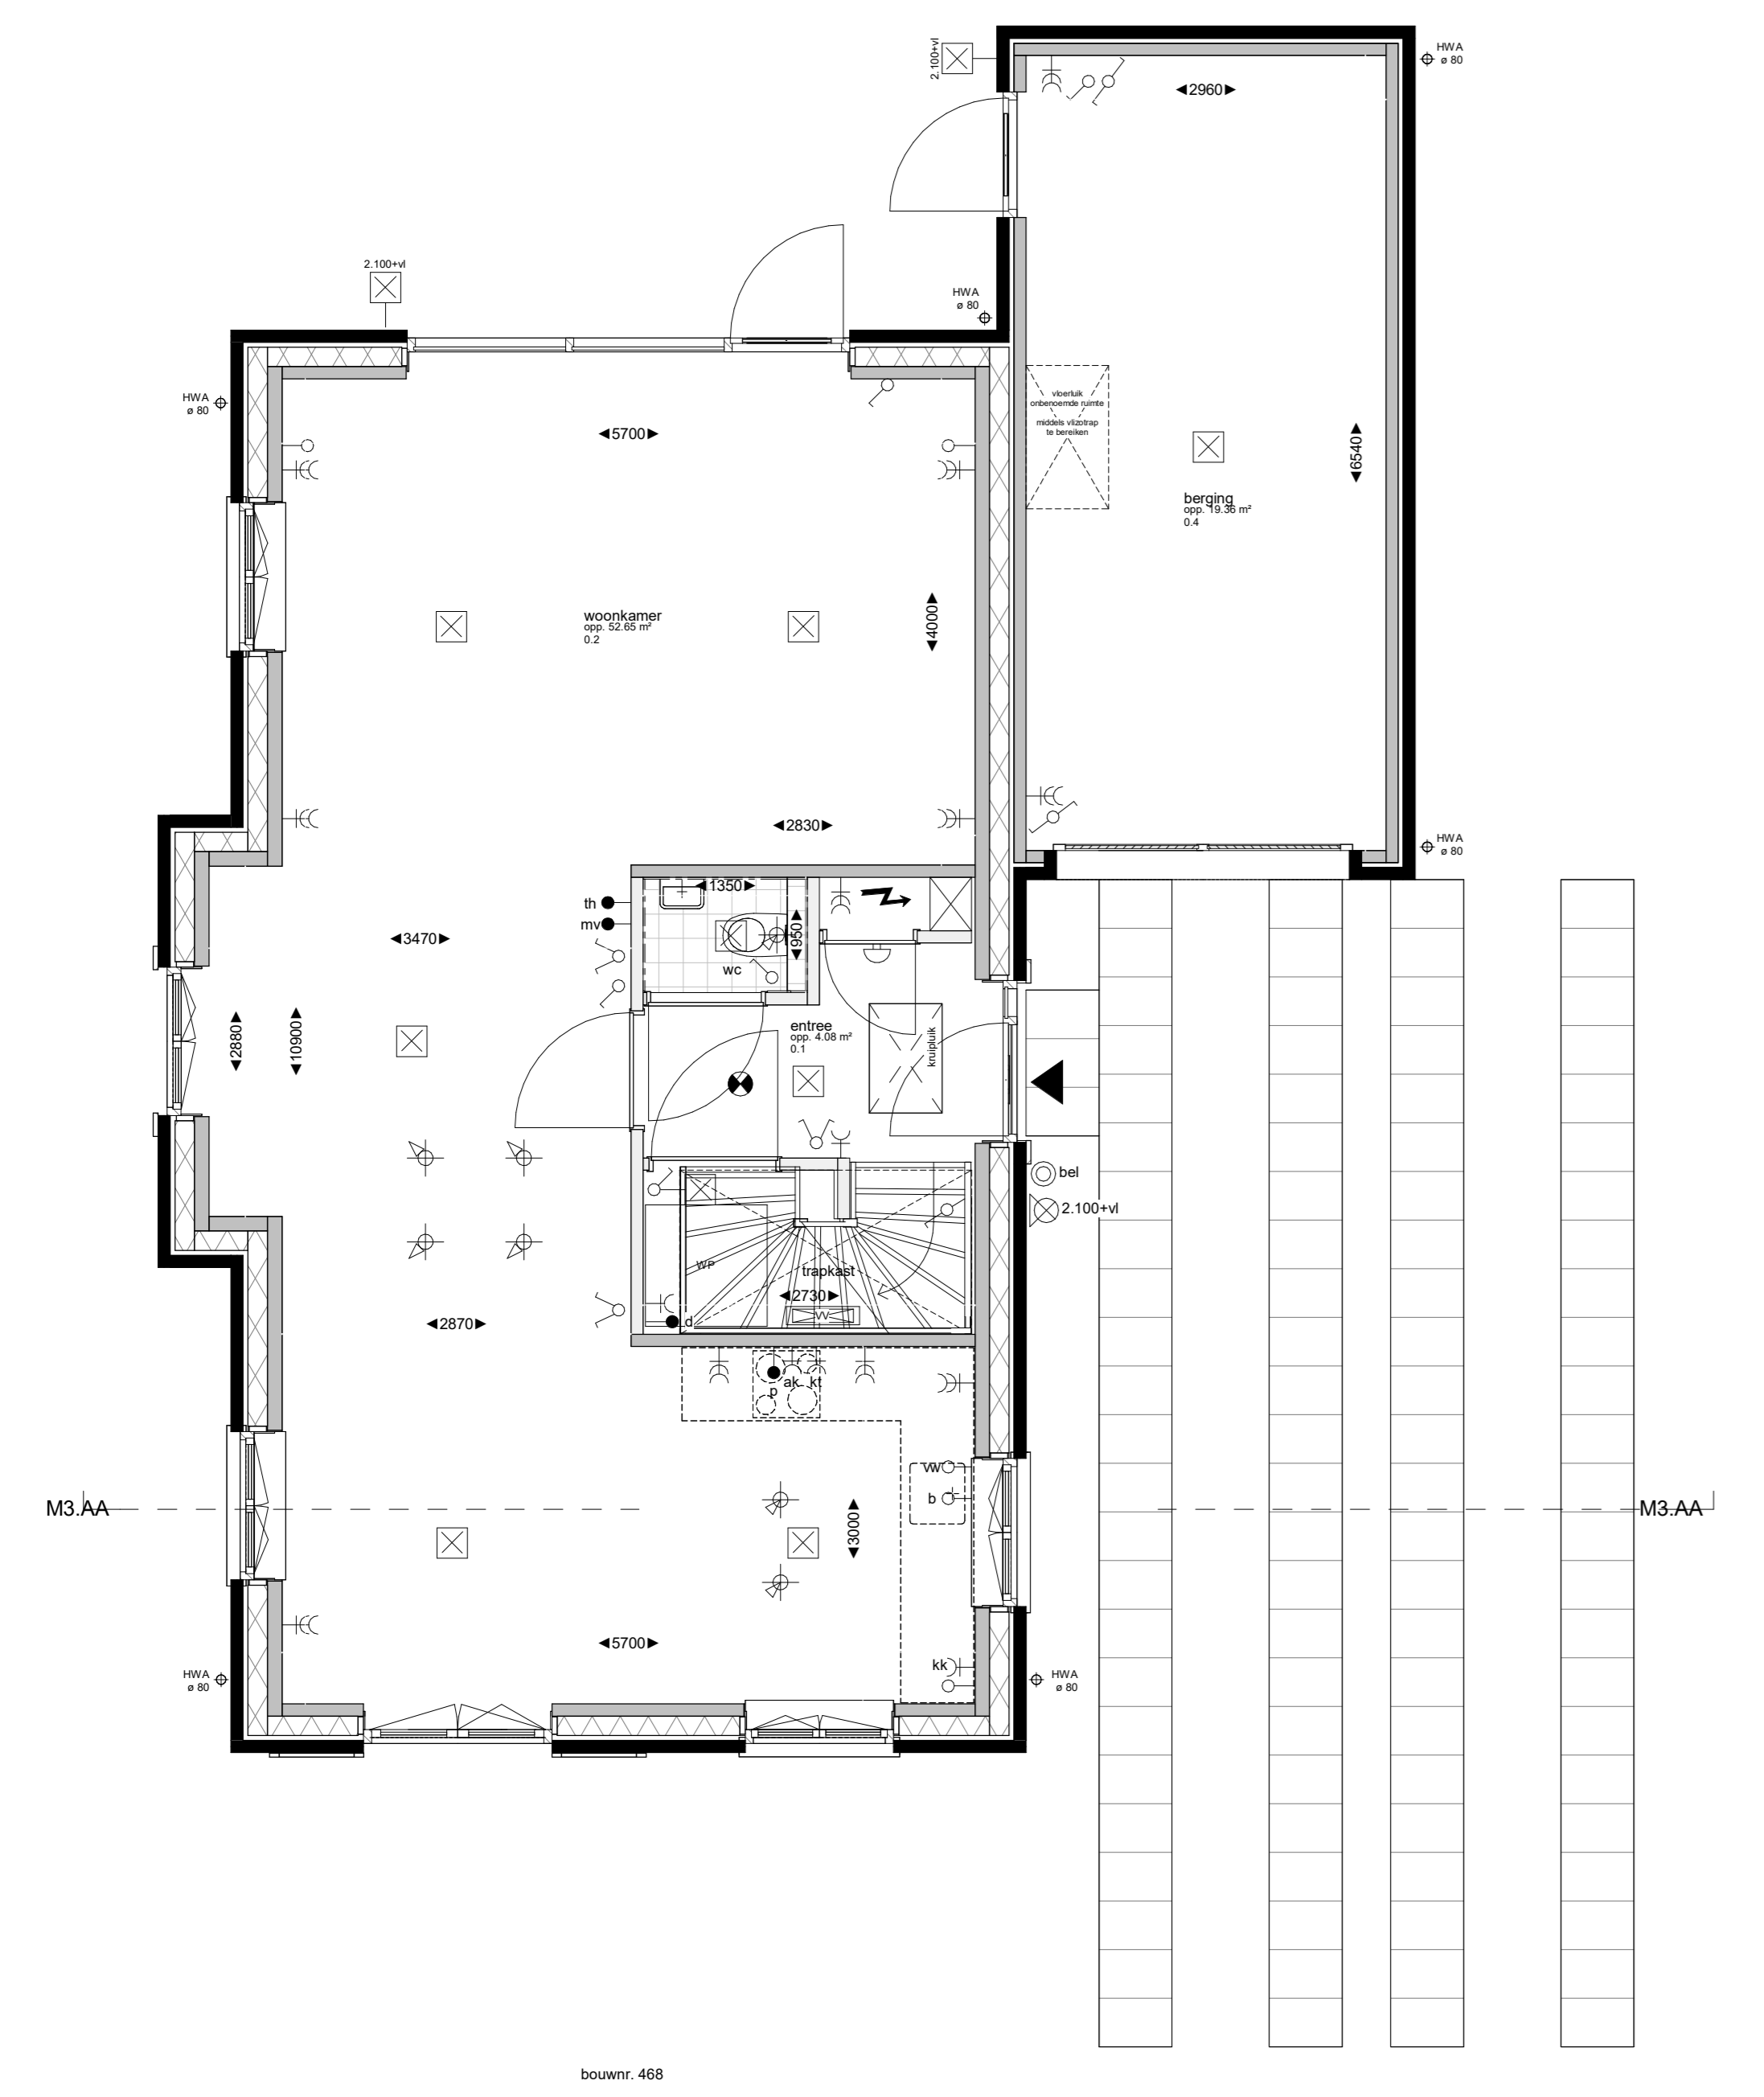 2.100+vl
HWA
ø 80
◄2960►
2.100+vl
HWA
ø 80
HWA
ø 80
vloerluik
onbenoemde ruimte
middels vlizotrap
te bereiken
◄5700►
◄6540►
berging
opp. 19.36 m²
0.4
woonkamer
opp. 52.65 m²
0.2
◄4000►
◄2830►
HWA
ø 80
◄1350►
th
mv
◄950►
◄3470►
wc
◄2880►
◄10900►
entree
opp. 4.08 m²
0.1
kruipluik
bel
2.100+vl
WP
trapkast
◄2730►
VV
d
◄2870►
p
ak
kt
vw
b
M3.AA
M3.AA
◄3000►
◄5700►
kk
HWA
ø 80
HWA
ø 80
bouwnr. 468